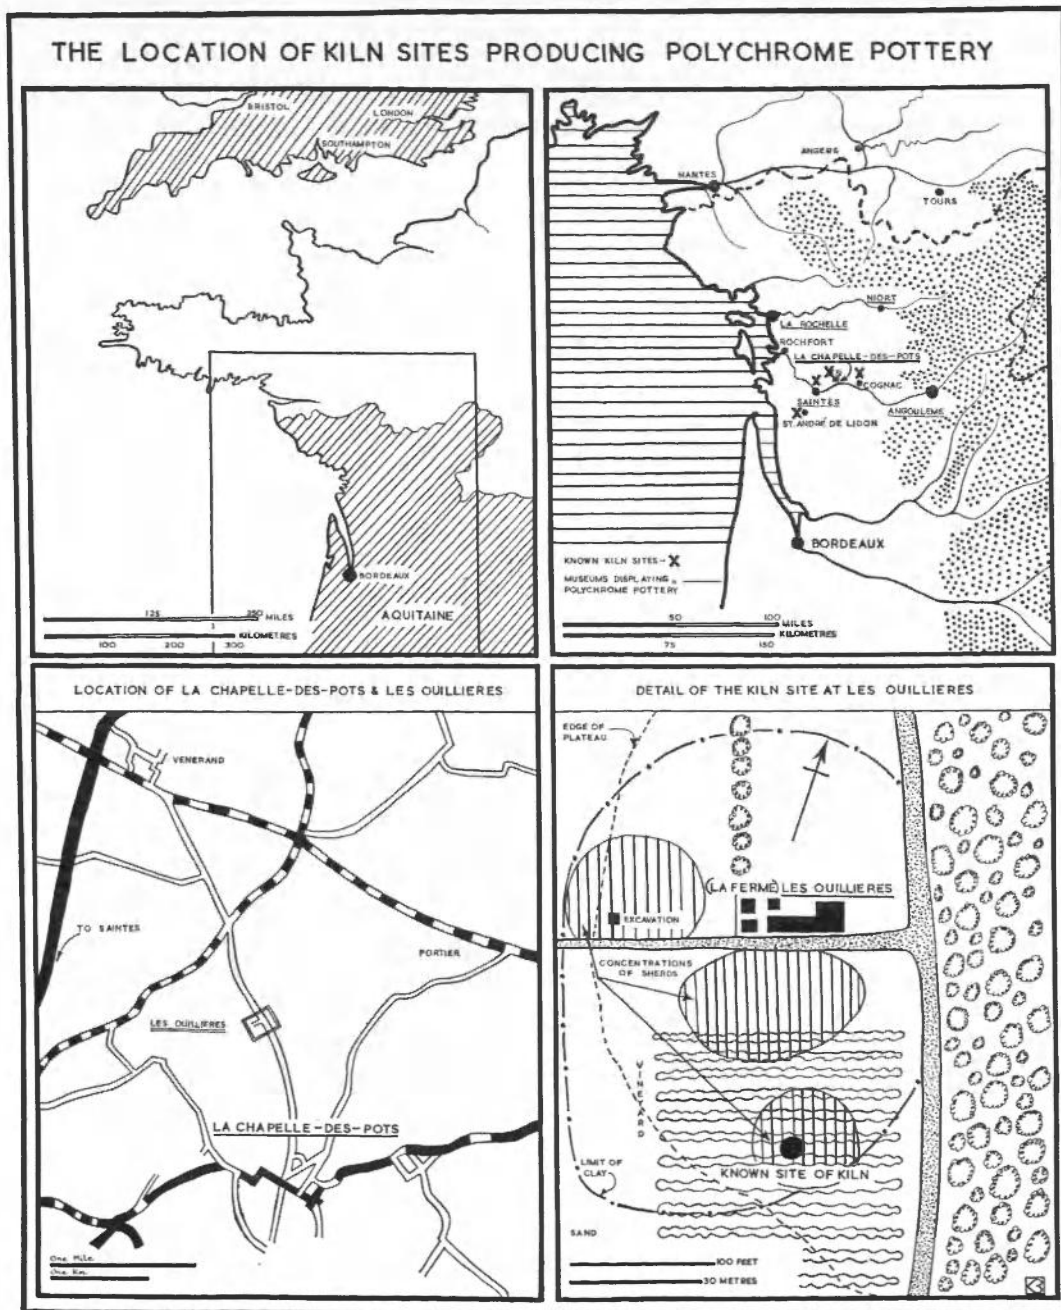 THE LOCATION OF KILN SITES PRODUCING POLYCHROME POTTERY
BRISTOL
LONDON
SOUTHAMPTON
BORDEAUX
AQUITAINE
125 250 MILES
KILOMETRES
100 200 300
ANGERS
NANTES
TOURS
NIORT
LA ROCHELLE
ROCHFORT
LA CHAPELLE-DES-POTS
COGNAC
SAINTES
ANGOULEME
ST. ANDRÉ DE LIDON
BORDEAUX
KNOWN KILN SITES - X
MUSEUMS DISPLAYING
POLYCHROME POTTERY
50 100
MILES
KILOMETRES
75 150
LOCATION OF LA CHAPELLE-DES-POTS & LES OUILLIERES
VENERAND
TO SAINTES
PORTIER
LES OUILLIERES
LA CHAPELLE-DES-POTS
One Mile.
One Km.
DETAIL OF THE KILN SITE AT LES OUILLIERES
EDGE OF
PLATEAU
(LA FERME) LES OUILLIERES
EXCAVATION
CONCENTRATIONS
OF SHERDS
VINEYARD
KNOWN SITE OF KILN
LIMIT OF
CLAY
SAND
100 FEET
30 METRES